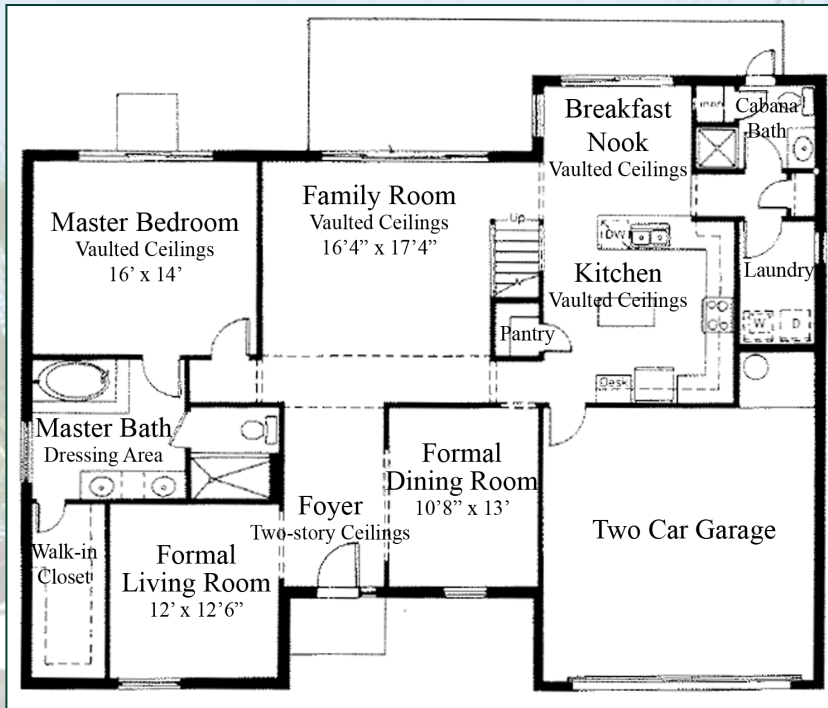 Breakfast
Nook
Vaulted Ceilings
Cabana
Bath
Family Room
Vaulted Ceilings
16'4” x 17'4”
Master Bedroom
Vaulted Ceilings
16' x 14'
Up
DW
Kitchen
Vaulted Ceilings
Laundry
W
D
Pantry
Desk
Master Bath
Dressing Area
Formal
Dining Room
10'8” x 13'
Foyer
Two-story Ceilings
Two Car Garage
Walk-in
Closet
Formal
Living Room
12' x 12'6”